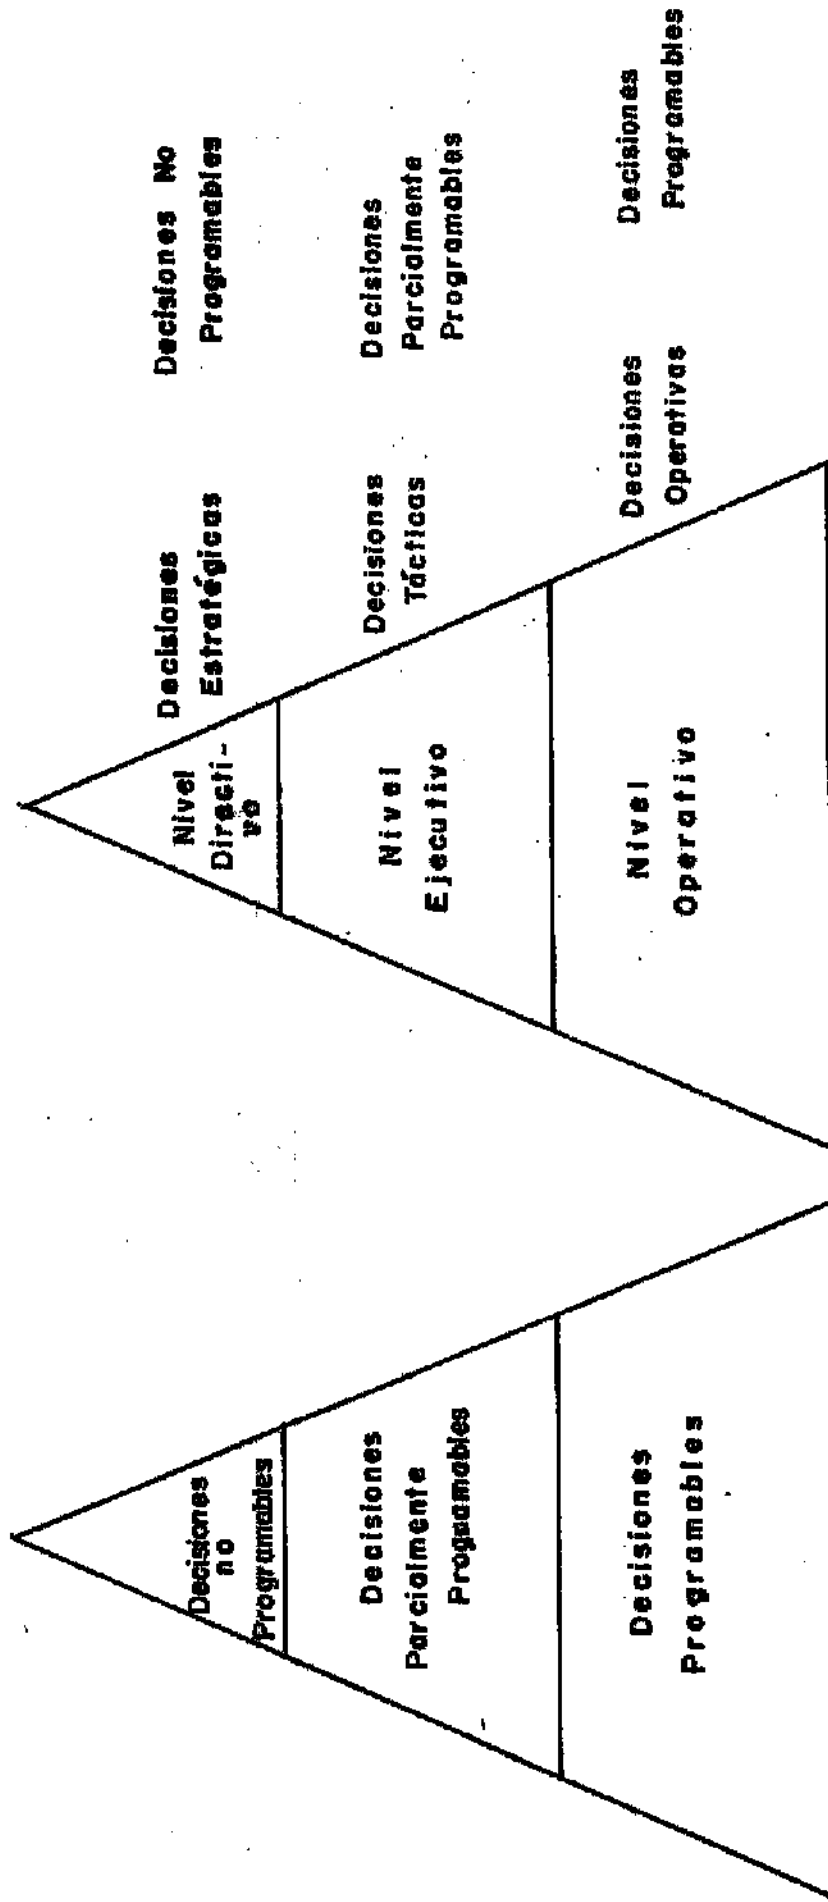 Decisiones
no
Programables
Decisiones
Parcialmente
Programables
Decisiones
Programables
Nivel
Directi-
vo
Nivel
Ejecutivo
Nivel
Operativo
Decisiones
Estratégicas
Decisiones
Tácticas
Decisiones
Operativas
Decisiones No
Programables
Decisiones
Parcialmente
Programables
Decisiones
Programables